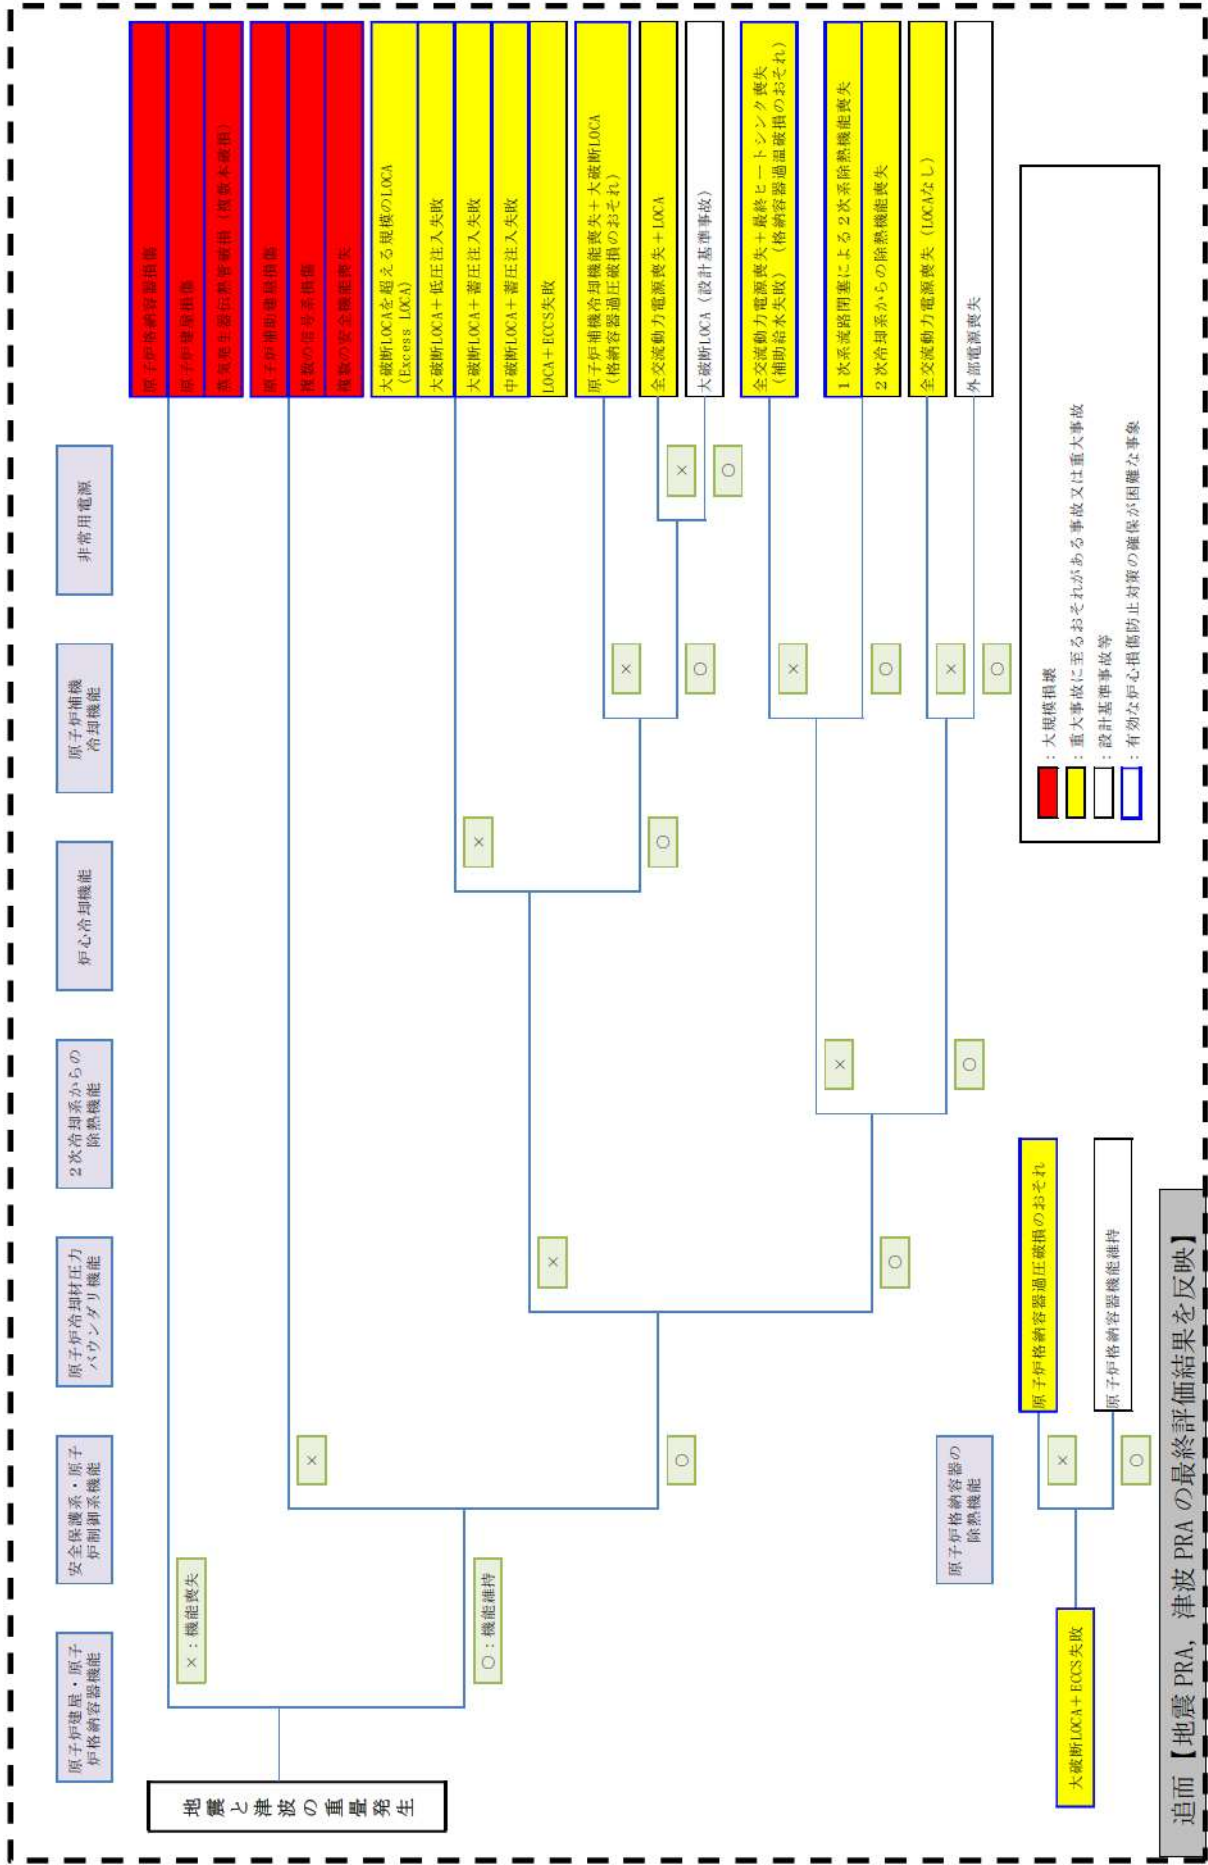 地震と津波の重畳発生
原子炉建屋・原子
炉格納容器機能
安全保護系・原子
炉制御系機能
原子炉冷却材圧力
バウンダリ機能
2次冷却系からの
除熱機能
炉心冷却機能
原子炉補機
冷却機能
非常用電源
×：機能喪失
○：機能維持
×
○
×
○
×
○
×
○
×
○
×
○
×
○
×
○
原子炉格納容器損傷
原子炉建屋損傷
蒸気発生器伝熱管破損（複数本破損）
原子炉補助建屋損傷
複数の信号系損傷
複数の安全機能喪失
大破断LOCAを超える規模のLOCA
(Excess LOCA)
大破断LOCA＋低圧注入失敗
大破断LOCA＋蓄圧注入失敗
中破断LOCA＋蓄圧注入失敗
LOCA＋ECCS失敗
原子炉補機冷却機能喪失＋大破断LOCA
(格納容器過圧破損のおそれ)
全交流動力電源喪失＋LOCA
大破断LOCA（設計基準事故）
全交流動力電源喪失＋最終ヒートシンク喪失
(補助給水失敗)（格納容器過温破損のおそれ）
1次系流路閉塞による2次系除熱機能喪失
2次冷却系からの除熱機能喪失
全交流動力電源喪失（LOCAなし）
外部電源喪失
大破断LOCA＋ECCS失敗
原子炉格納容器の
除熱機能
×
○
原子炉格納容器過圧破損のおそれ
原子炉格納容器機能維持
：大規模損壊
：重大事故に至るおそれがある事故又は重大事故
：設計基準事故等
：有効な炉心損傷防止対策の確保が困難な事象
追而【地震PRA，津波PRAの最終評価結果を反映】